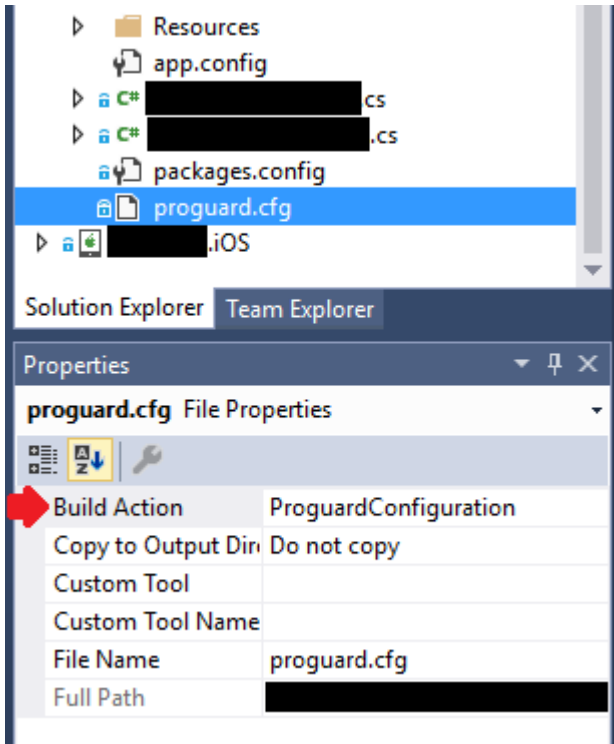 Resources
app.config
C# .cs
C# .cs
packages.config
proguard.cfg
.iOS
Solution Explorer Team Explorer
Properties
proguard.cfg File Properties
Build Action ProguardConfiguration
Copy to Output Dir Do not copy
Custom Tool
Custom Tool Name
File Name proguard.cfg
Full Path